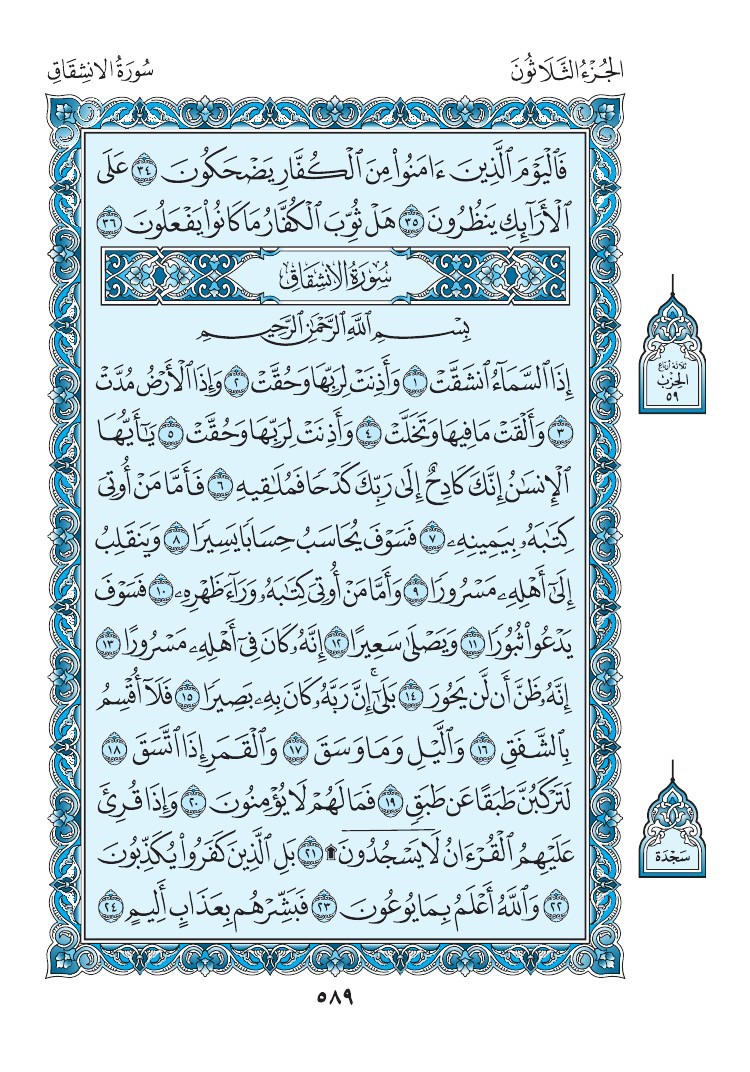 الجُزْءُ الثَّلَاثُونَ
سُورَةُ الانشِقَاقِ
فَٱلۡيَوۡمَ ٱلَّذِينَ ءَامَنُواْ مِنَ ٱلۡكُفَّارِ يَضۡحَكُونَ ٣٤ عَلَى
ٱلۡأَرَآئِكِ يَنظُرُونَ ٣٥ هَلۡ ثُوِّبَ ٱلۡكُفَّارُ مَا كَانُواْ يَفۡعَلُونَ ٣٦
سُورَةُ الانشِقَاقِ
بِسۡمِ ٱللَّهِ ٱلرَّحۡمَٰنِ ٱلرَّحِيمِ
إِذَا ٱلسَّمَآءُ ٱنشَقَّتۡ ١ وَأَذِنَتۡ لِرَبِّهَا وَحُقَّتۡ ٢ وَإِذَا ٱلۡأَرۡضُ مُدَّتۡ
٣ وَأَلۡقَتۡ مَا فِيهَا وَتَخَلَّتۡ ٤ وَأَذِنَتۡ لِرَبِّهَا وَحُقَّتۡ ٥ يَٰٓأَيُّهَا
ٱلۡإِنسَٰنُ إِنَّكَ كَادِحٌ إِلَىٰ رَبِّكَ كَدۡحٗا فَمُلَٰقِيهِ ٦ فَأَمَّا مَنۡ أُوتِيَ
كِتَٰبَهُۥ بِيَمِينِهِۦ ٧ فَسَوۡفَ يُحَاسَبُ حِسَابٗا يَسِيرٗا ٨ وَيَنقَلِبُ
إِلَىٰٓ أَهۡلِهِۦ مَسۡرُورٗا ٩ وَأَمَّا مَنۡ أُوتِيَ كِتَٰبَهُۥ وَرَآءَ ظَهۡرِهِۦ ١٠ فَسَوۡفَ
يَدۡعُواْ ثُبُورٗا ١١ وَيَصۡلَىٰ سَعِيرًا ١٢ إِنَّهُۥ كَانَ فِيٓ أَهۡلِهِۦ مَسۡرُورًا ١٣
إِنَّهُۥ ظَنَّ أَن لَّن يَحُورَ ١٤ بَلَىٰٓۚ إِنَّ رَبَّهُۥ كَانَ بِهِۦ بَصِيرٗا ١٥ فَلَآ أُقۡسِمُ
بِٱلشَّفَقِ ١٦ وَٱلَّيۡلِ وَمَا وَسَقَ ١٧ وَٱلۡقَمَرِ إِذَا ٱتَّسَقَ ١٨
لَتَرۡكَبُنَّ طَبَقًا عَن طَبَقٖ ١٩ فَمَا لَهُمۡ لَا يُؤۡمِنُونَ ٢٠ وَإِذَا قُرِئَ
عَلَيۡهِمُ ٱلۡقُرۡءَانُ لَا يَسۡجُدُونَ۩ ٢١ بَلِ ٱلَّذِينَ كَفَرُواْ يُكَذِّبُونَ
٢٢ وَٱللَّهُ أَعۡلَمُ بِمَا يُوعُونَ ٢٣ فَبَشِّرۡهُم بِعَذَابٍ أَلِيمٍ ٢٤
ثلاثة أرباع
الحِزْب
٥٩
سَجْدَة
٥٨٩